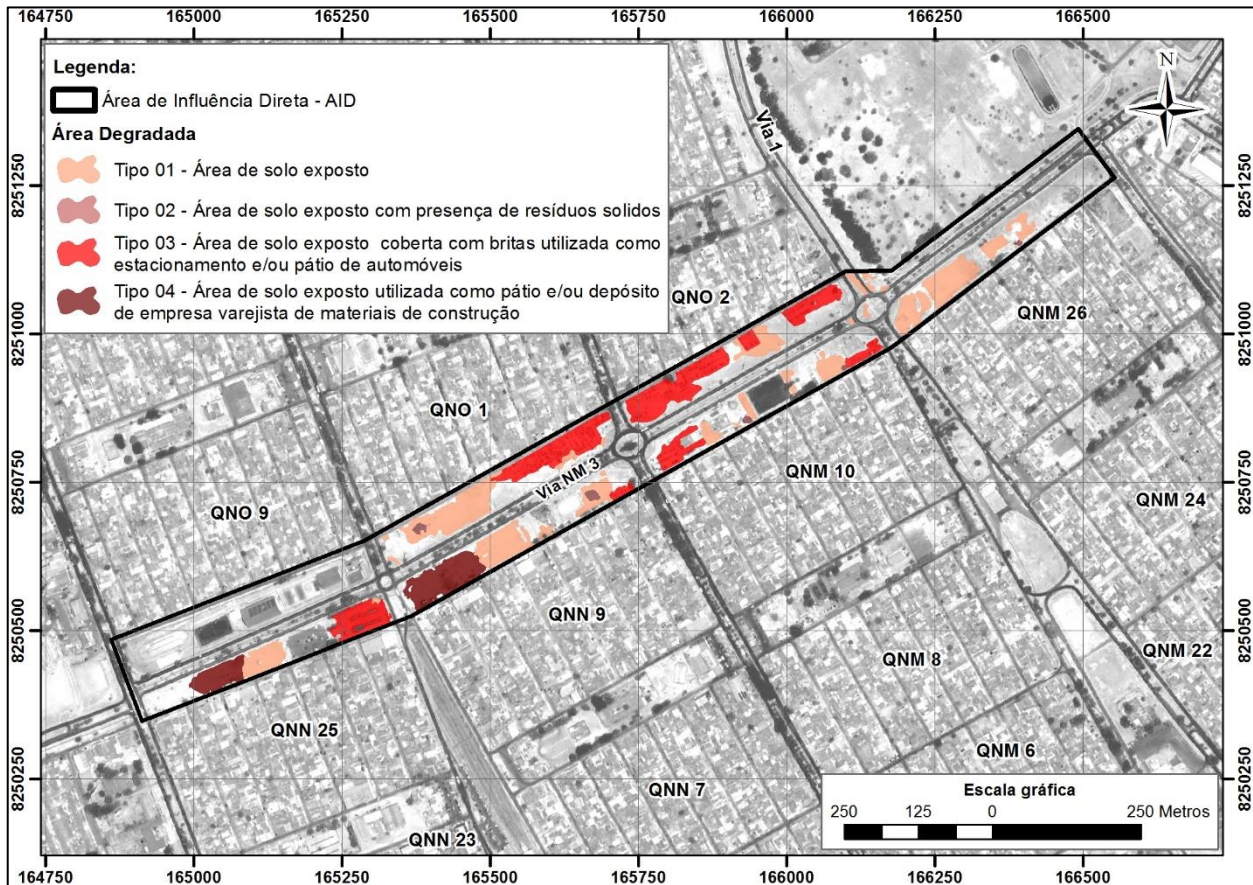 164750 165000 165250 165500 165750 166000 166250 166500
Legenda:
Área de Influência Direta - AID
Área Degradada
Tipo 01 - Área de solo exposto
Tipo 02 - Área de solo exposto com presença de resíduos solidos
Tipo 03 - Área de solo exposto coberta com britas utilizada como
estacionamento e/ou pátio de automóveis
Tipo 04 - Área de solo exposto utilizada como pátio e/ou depósito
de empresa varejista de materiais de construção
N
Via 1
8251250 8251250
QNO 2
QNM 26
8251000 8251000
QNO 1
Via NM 3
QNM 10
8250750 8250750
QNO 9
QNM 24
QNN 9
8250500 8250500
QNM 8
QNM 22
QNN 25
QNM 6
8250250 8250250
QNN 7
QNN 23
Escala gráfica
250 125 0 250 Metros
164750 165000 165250 165500 165750 166000 166250 166500